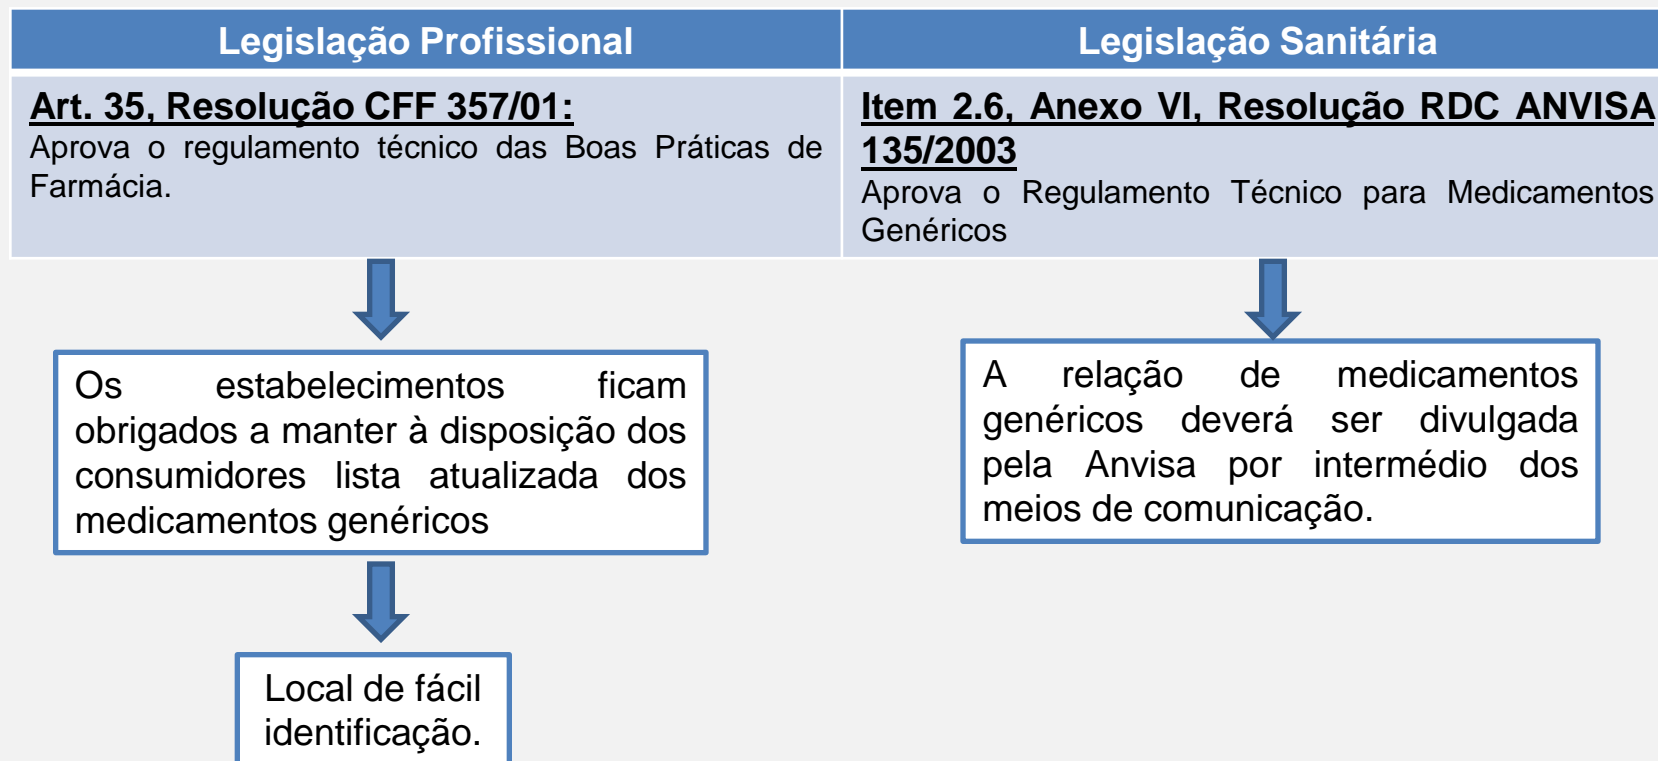 Legislação Profissional
Legislação Sanitária
Art. 35, Resolução CFF 357/01:
Aprova o regulamento técnico das Boas Práticas de
Farmácia.
Item 2.6, Anexo VI, Resolução RDC ANVISA
135/2003
Aprova o Regulamento Técnico para Medicamentos
Genéricos
Os estabelecimentos ficam
obrigados a manter à disposição dos
consumidores lista atualizada dos
medicamentos genéricos
A relação de medicamentos
genéricos deverá ser divulgada
pela Anvisa por intermédio dos
meios de comunicação.
Local de fácil
identificação.